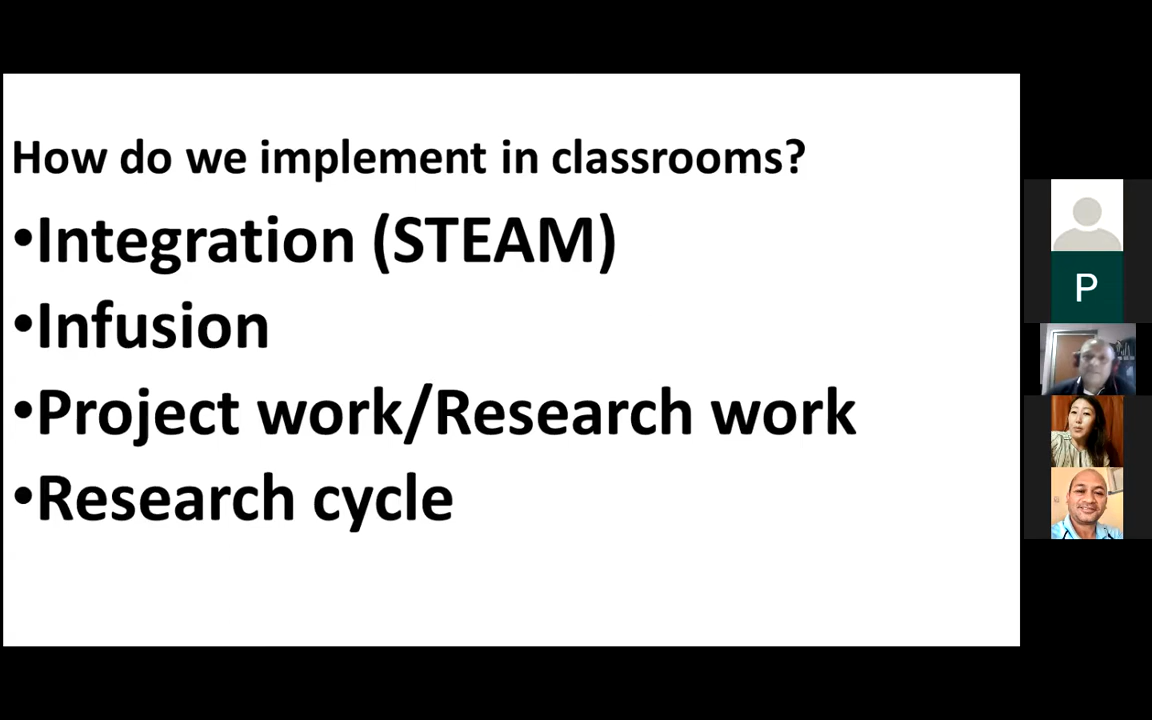 How do we implement in classrooms?
•Integration (STEAM)
•Infusion
•Project work/Research work
•Research cycle
P